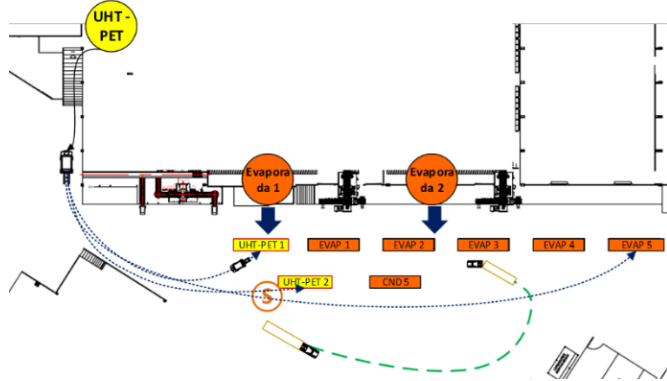 UHT -
PET
Evapora
da 1
Evapora
da 2
UHT-PET 1
EVAP 1
EVAP 2
EVAP 3
EVAP 4
EVAP 5
UHT-PET 2
CND 5
S